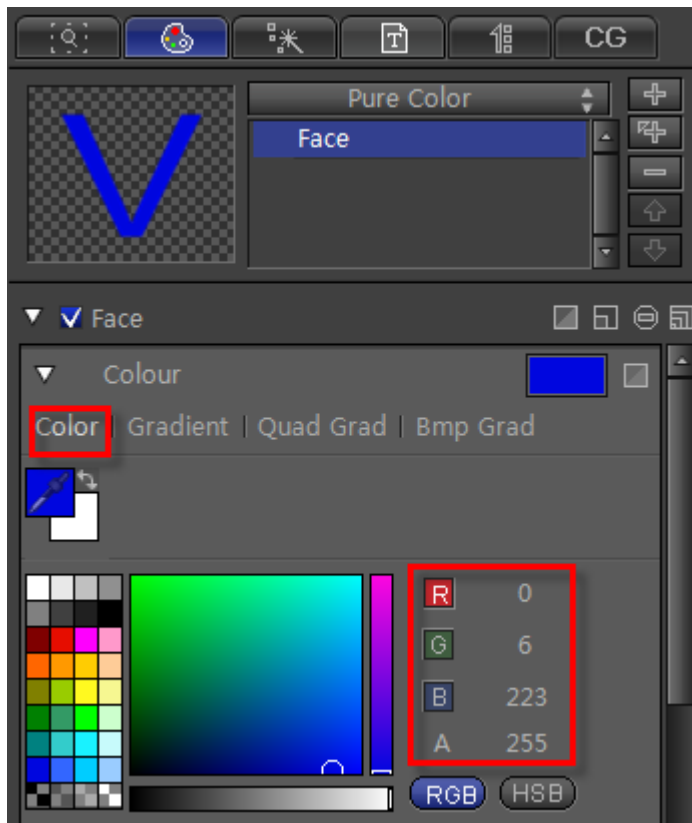 T CG
V
Pure Color
Face
Face
Colour
Color | Gradient | Quad Grad | Bmp Grad
R 0
G 6
B 223
A 255
RGB HSB